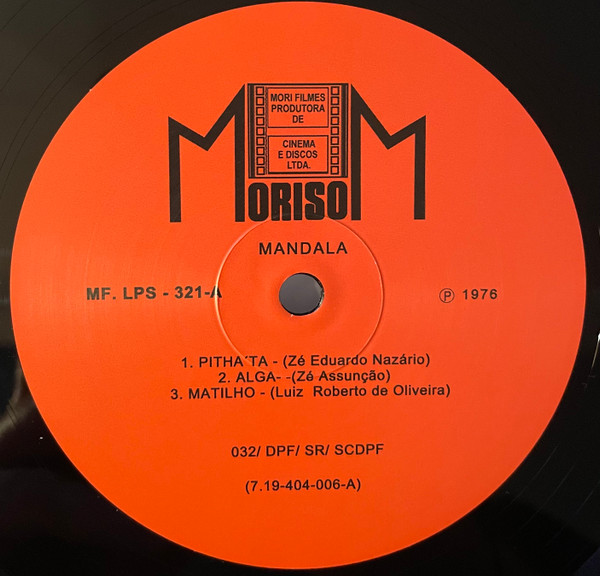 MORI FILMES
PRODUTORA
DE
CINEMA
E DISCOS
LTDA.
MORISOM
MANDALA
MF. LPS - 321-A
Ⓟ 1976
1. PITHA´TA - (Zé Eduardo Nazário)
2. ALGA- -(Zé Assunção)
3. MATILHO - (Luiz Roberto de Oliveira)
032/ DPF/ SR/ SCDPF
(7.19-404-006-A)